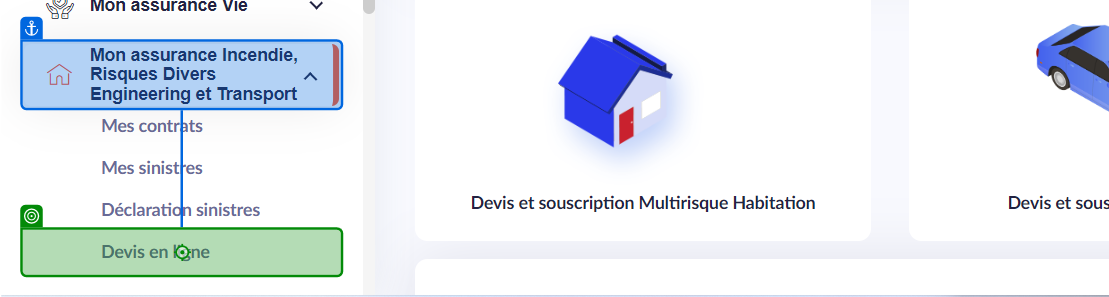 Mon assurance Vie
Mon assurance Incendie,
Risques Divers
Engineering et Transport
Mes contrats
Mes sinistres
Déclaration sinistres
Devis en ligne
Devis et souscription Multirisque Habitation
Devis et sous